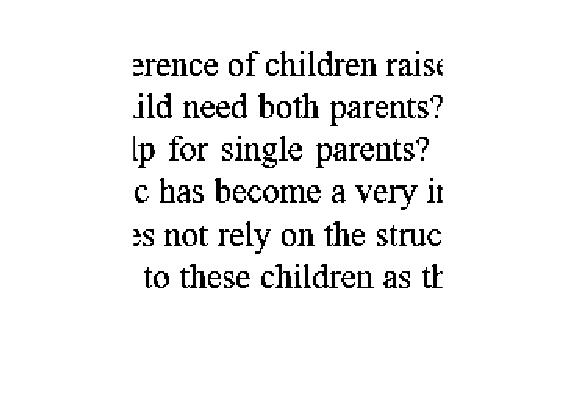 erence of children raise
ild need both parents?
lp for single parents?
c has become a very in
es not rely on the struc
to these children as th